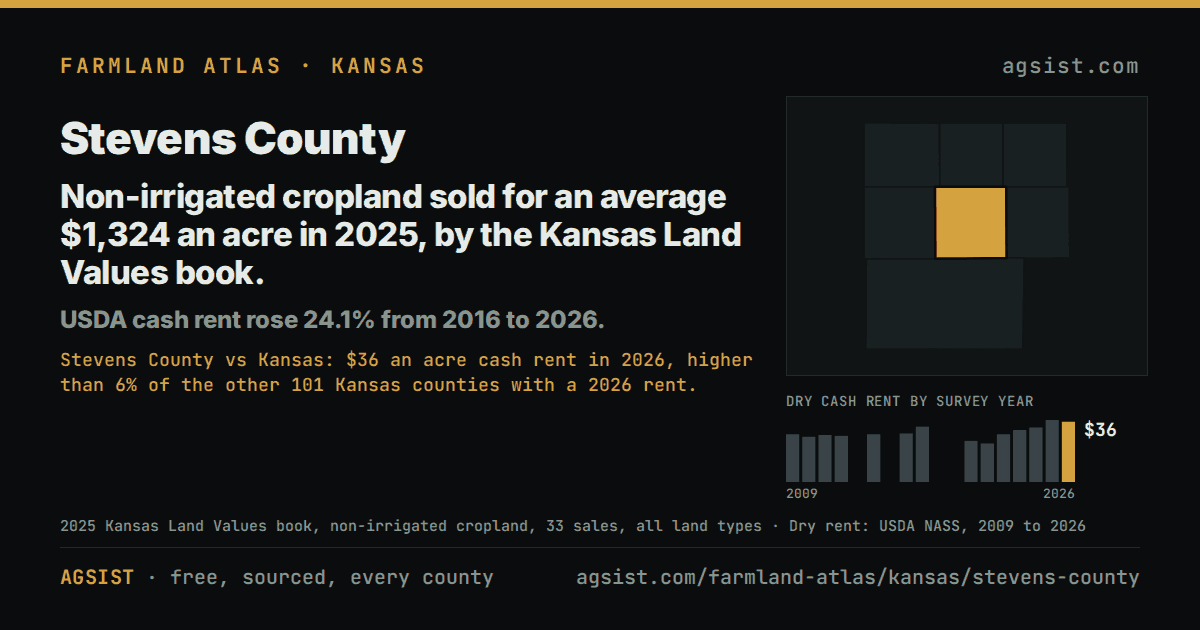 FARMLAND ATLAS · KANSAS
agsist.com
Stevens County
Non-irrigated cropland sold for an average
$1,324 an acre in 2025, by the Kansas Land
Values book.
USDA cash rent rose 24.1% from 2016 to 2026.
Stevens County vs Kansas: $36 an acre cash rent in 2026, higher
than 6% of the other 101 Kansas counties with a 2026 rent.
DRY CASH RENT BY SURVEY YEAR
$36
2009
2026
2025 Kansas Land Values book, non-irrigated cropland, 33 sales, all land types · Dry rent: USDA NASS, 2009 to 2026
AGSIST · free, sourced, every county
agsist.com/farmland-atlas/kansas/stevens-county